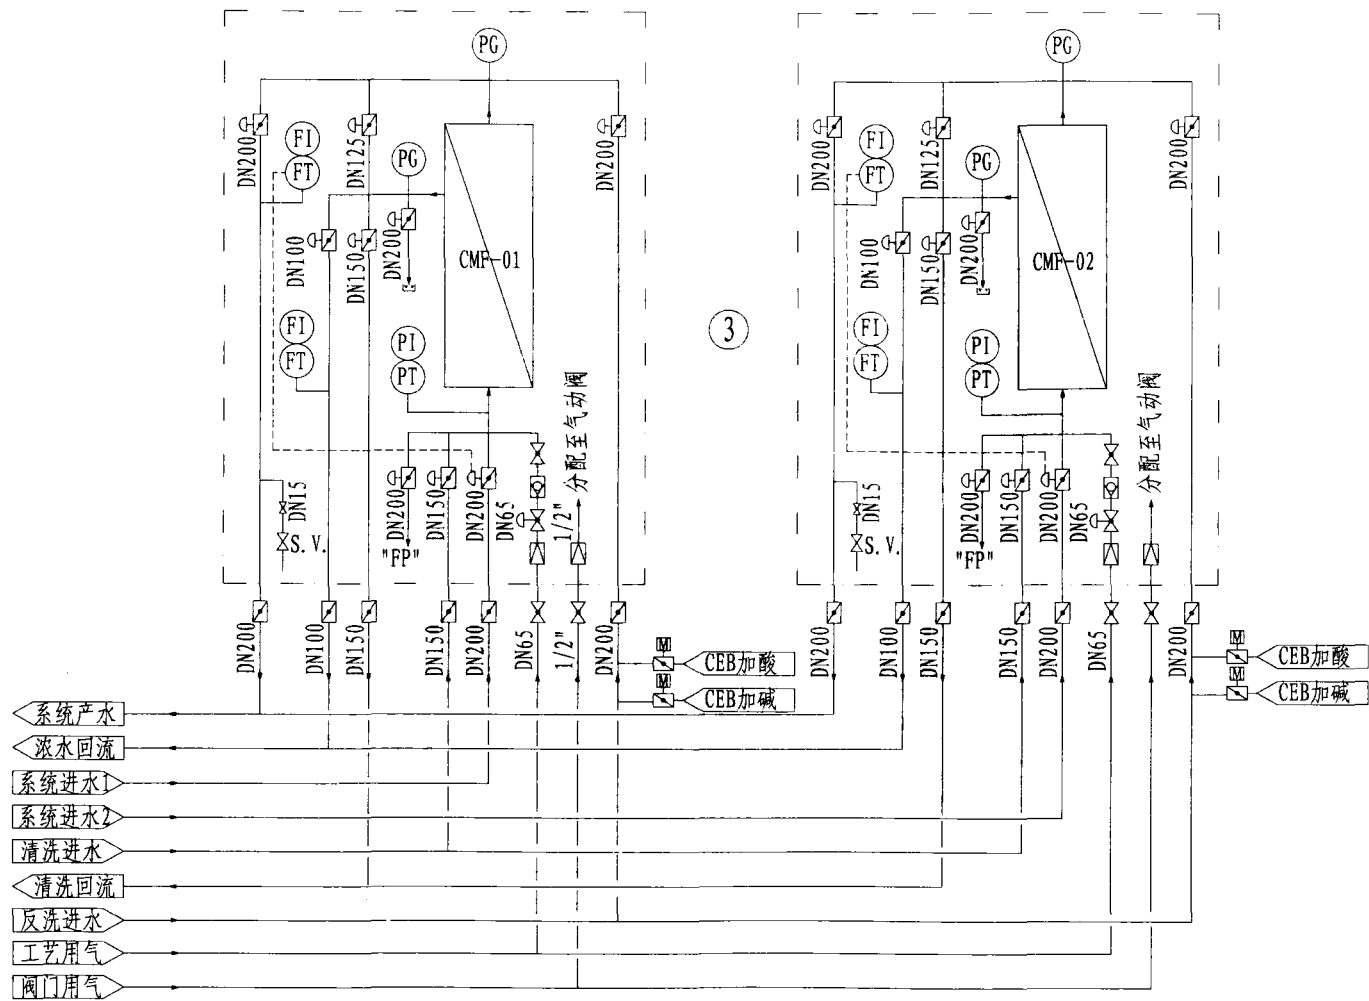 PG
PG
DN200
FI
FT
DN125
PG
DN200
DN200
FI
FT
DN125
PG
DN200
DN100
DN150
DN200
CMF-01
DN100
DN150
DN200
CMF-02
FI
FT
PI
PT
3
FI
FT
PI
PT
分配至气动阀
分配至气动阀
DN15
S.V.
DN200
"FP"
DN150
DN200
DN65
1/2"
DN15
S.V.
DN200
"FP"
DN150
DN200
DN65
DN200
DN100
DN150
DN150
DN200
DN65
1/2"
DN200
M
CEB加酸
M
CEB加碱
DN200
DN100
DN150
DN150
DN200
DN65
DN200
M
CEB加酸
M
CEB加碱
系统产水
浓水回流
系统进水1
系统进水2
清洗进水
清洗回流
反洗进水
工艺用气
阀门用气